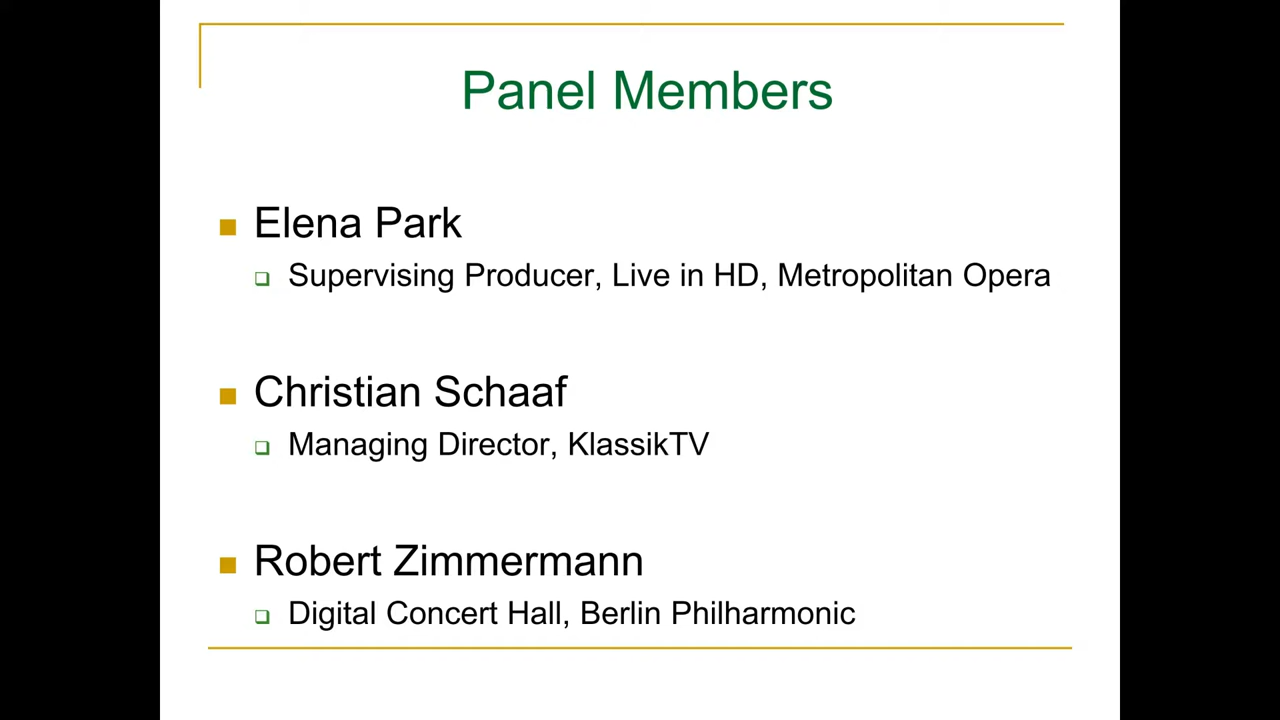 Panel Members
Elena Park
Supervising Producer, Live in HD, Metropolitan Opera
Christian Schaaf
Managing Director, KlassikTV
Robert Zimmermann
Digital Concert Hall, Berlin Philharmonic